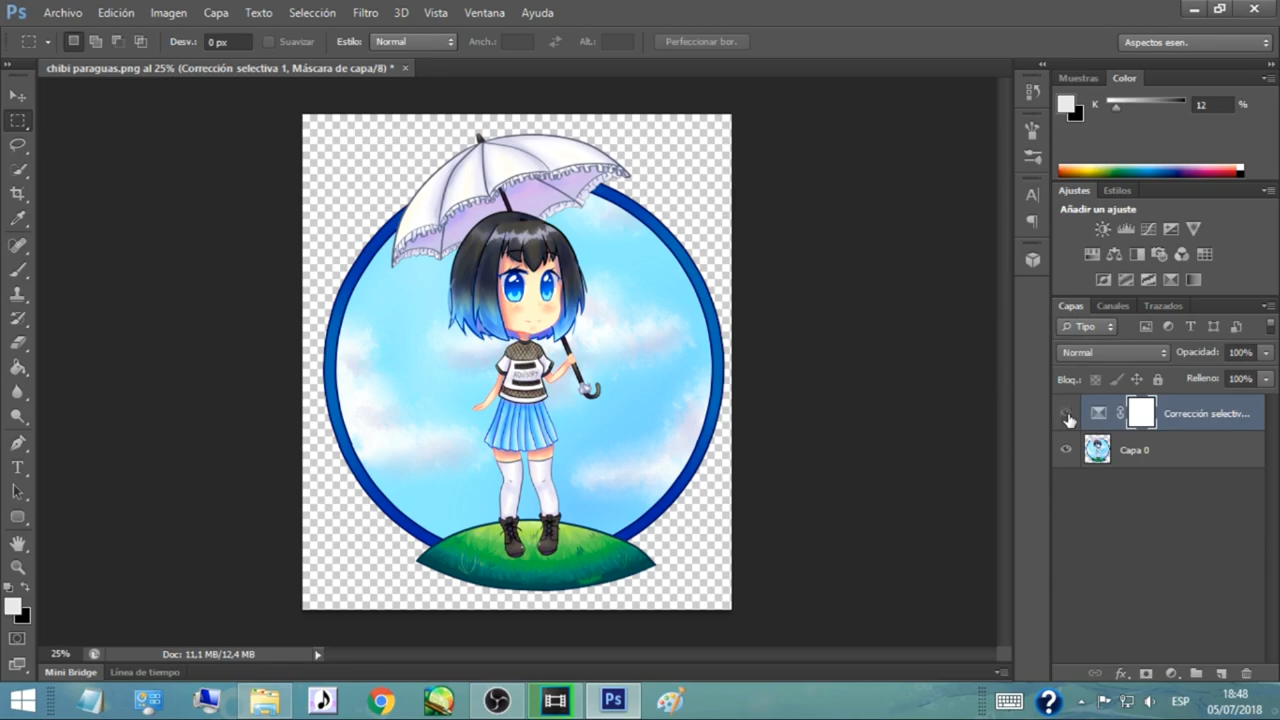 Ps Archivo Edición Imagen Capa Texto Selección Filtro 3D Vista Ventana Ayuda
Desv.: 0 px Suavizar Estilo: Normal Anch.: Alt.: Perfeccionar bor. Aspectos esen.
chibi paraguas.png al 25% (Corrección selectiva 1, Máscara de capa/8) * ×
Muestras Color
K 12 %
Ajustes Estilos
Añadir un ajuste
Capas Canales Trazados
Tipo
Normal Opacidad: 100%
Bloq.: Relleno: 100%
Corrección selectiv...
Capa 0
25% Doc: 11,1 MB/12,4 MB
Mini Bridge Línea de tiempo
Ps ESP 18:48
05/07/2018